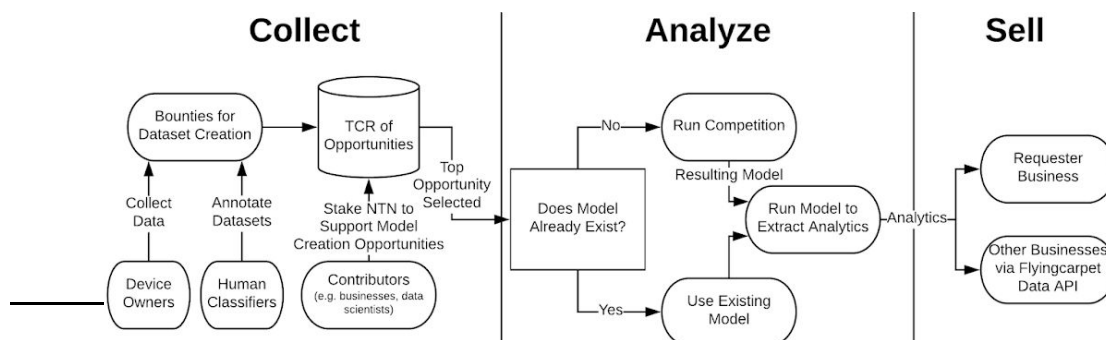 Collect
Analyze
Sell
Bounties for
Dataset Creation
TCR of
Opportunities
Collect
Data
Annotate
Datasets
Stake NTN to
Support Model
Creation Opportunities
Top
Opportunity
Selected
Device
Owners
Human
Classifiers
Contributors
(e.g. businesses, data
scientists)
Does Model
Already Exist?
No
Run Competition
Resulting Model
Run Model to
Extract Analytics
Yes
Use Existing
Model
Analytics
Requester
Business
Other Businesses
via Flyingcarpet
Data API